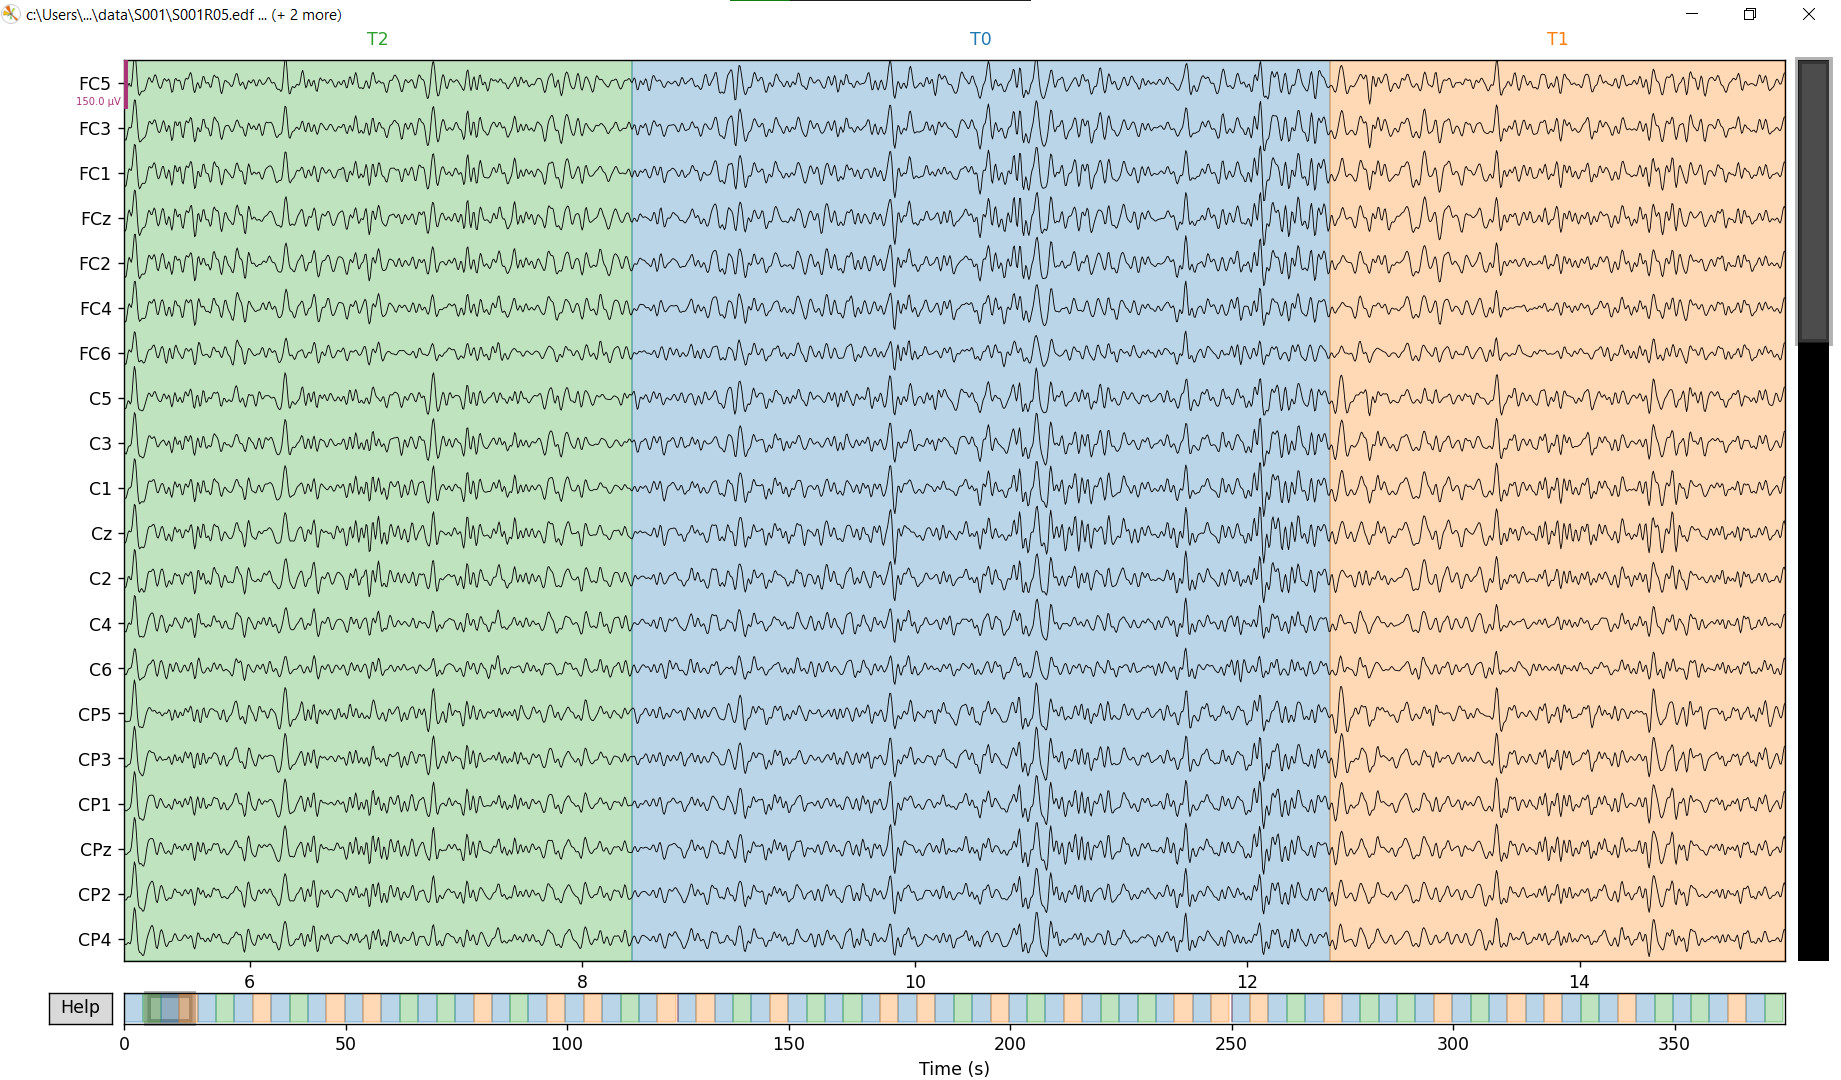 c:\Users\...\data\S001\S001R05.edf ... (+ 2 more)
T2 T0 T1
FC5
150.0 µV
FC3
FC1
FCz
FC2
FC4
FC6
C5
C3
C1
Cz
C2
C4
C6
CP5
CP3
CP1
CPz
CP2
CP4
6 8 10 12 14
Help
0 50 100 150 200 250 300 350
Time (s)